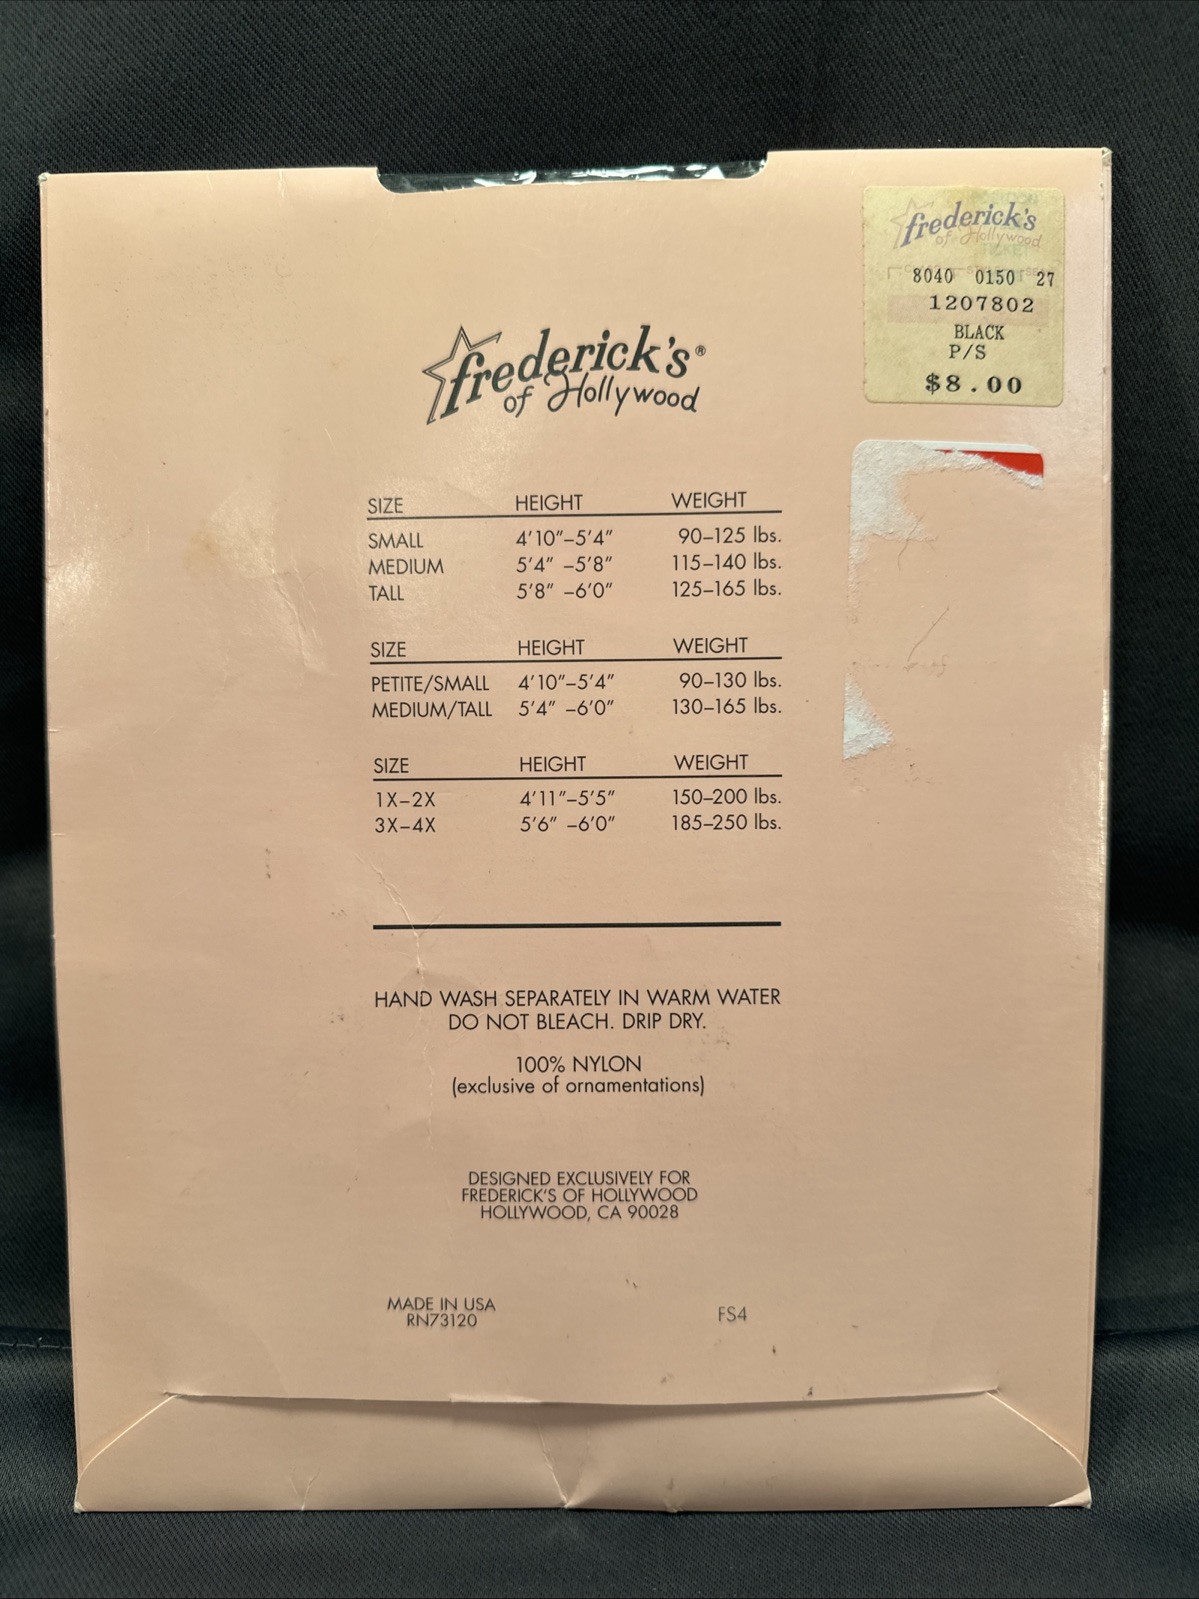 frederick's
of Hollywood
8040 0150 27
1207802
BLACK
P/S
$8.00
frederick's®
of Hollywood
SIZE HEIGHT WEIGHT
SMALL 4'10"–5'4" 90–125 lbs.
MEDIUM 5'4" –5'8" 115–140 lbs.
TALL 5'8" –6'0" 125–165 lbs.
SIZE HEIGHT WEIGHT
PETITE/SMALL 4'10"–5'4" 90–130 lbs.
MEDIUM/TALL 5'4" –6'0" 130–165 lbs.
SIZE HEIGHT WEIGHT
1X–2X 4'11"–5'5" 150–200 lbs.
3X–4X 5'6" –6'0" 185–250 lbs.
HAND WASH SEPARATELY IN WARM WATER
DO NOT BLEACH. DRIP DRY.
100% NYLON
(exclusive of ornamentations)
DESIGNED EXCLUSIVELY FOR
FREDERICK'S OF HOLLYWOOD
HOLLYWOOD, CA 90028
MADE IN USA
RN73120
FS4